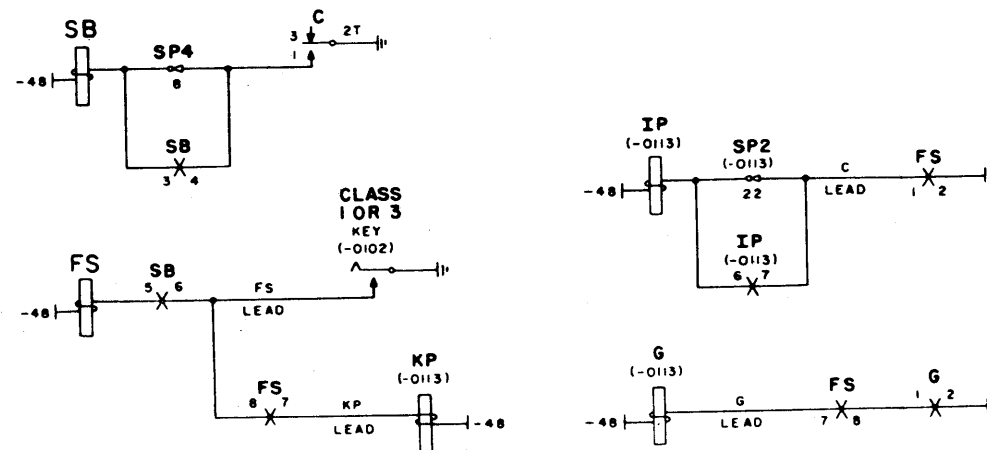 SB
-48
SP4
8
SB
3 4
C
3
1
2T
FS
-48
SB
5 6
FS
LEAD
CLASS
1 OR 3
KEY
(-0102)
FS
8 7
KP
LEAD
KP
(-0113)
-48
IP
(-0113)
-48
SP2
(-0113)
22
IP
(-0113)
6 7
C
LEAD
FS
1 2
G
(-0113)
-48
G
LEAD
FS
7 8
G
1 2